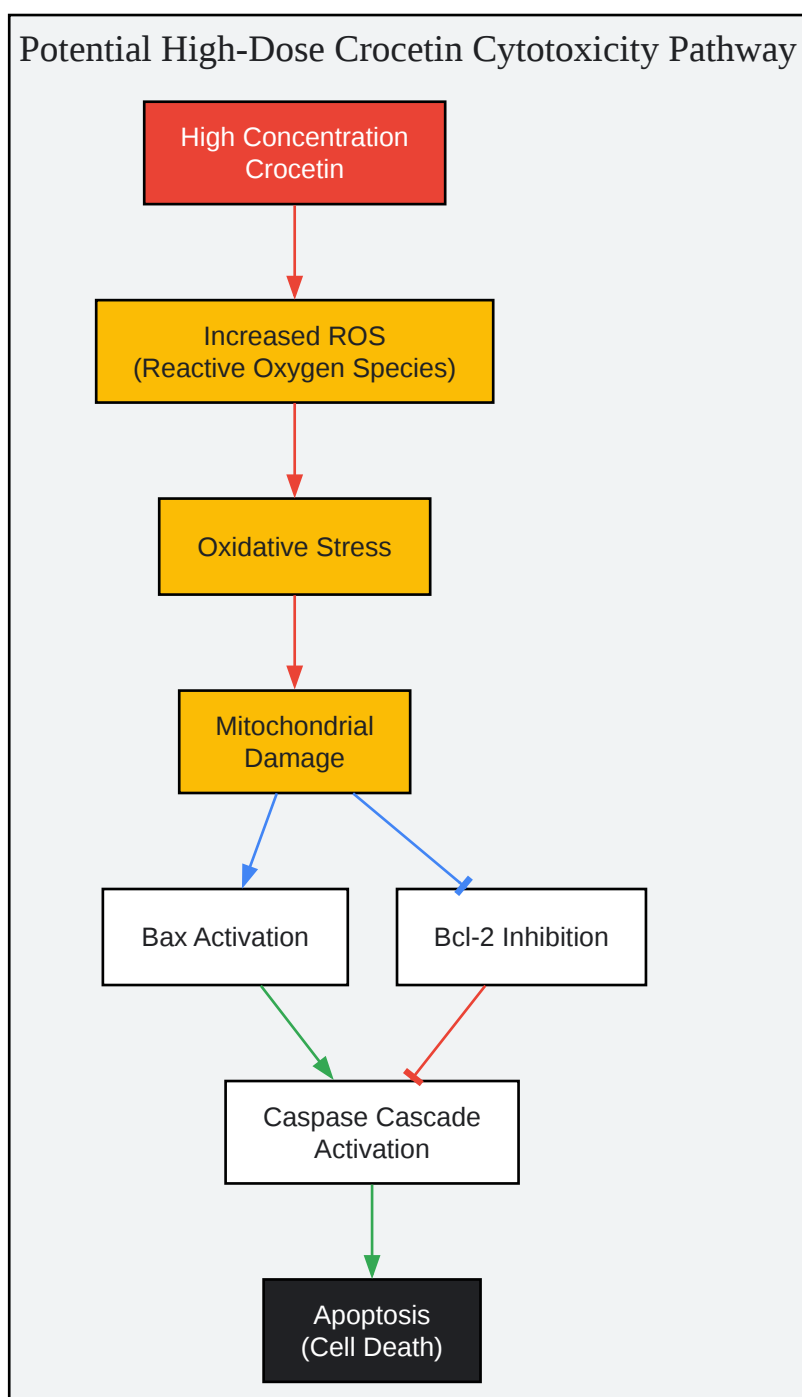 Potential High-Dose Crocetin Cytotoxicity Pathway
High Concentration
Crocetin
Increased ROS
(Reactive Oxygen Species)
Oxidative Stress
Mitochondrial
Damage
Bax Activation
Bcl-2 Inhibition
Caspase Cascade
Activation
Apoptosis
(Cell Death)